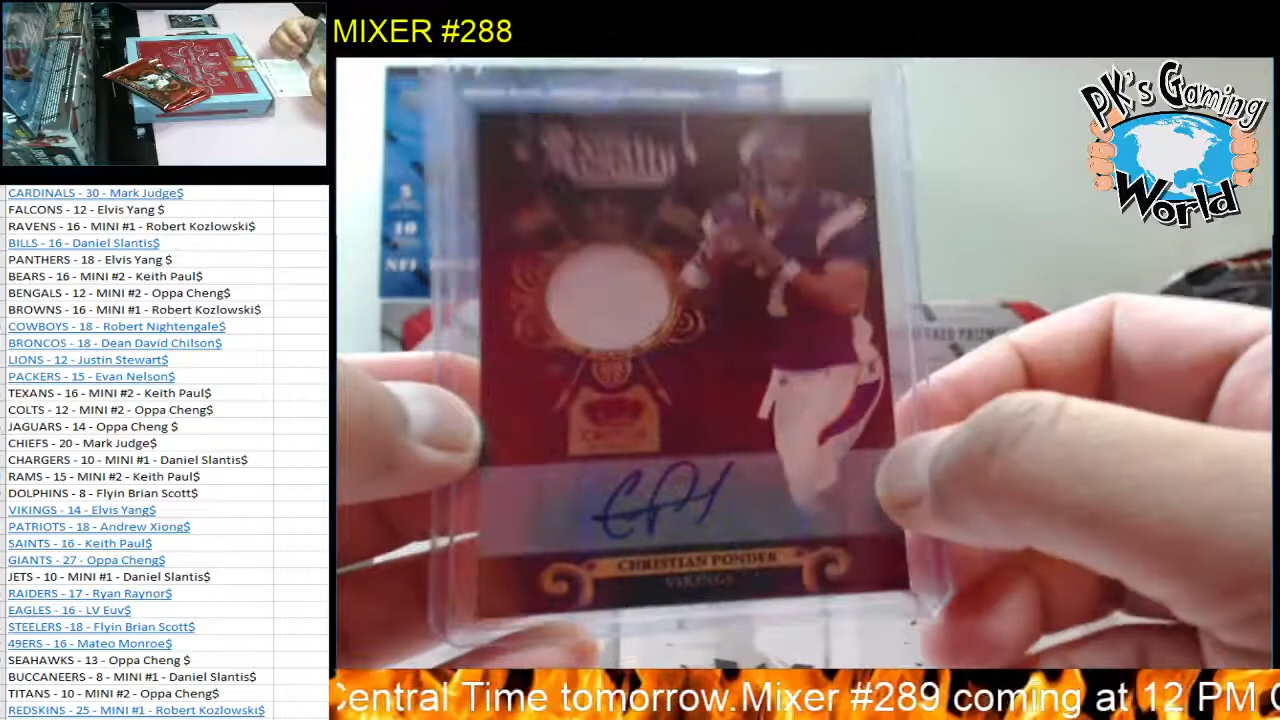 MIXER #288
PK's Gaming
World
CARDINALS - 30 - Mark Judge$
FALCONS - 12 - Elvis Yang $
RAVENS - 16 - MINI #1 - Robert Kozlowski$
BILLS - 16 - Daniel Slantis$
PANTHERS - 18 - Elvis Yang $
BEARS - 16 - MINI #2 - Keith Paul$
BENGALS - 12 - MINI #2 - Oppa Cheng$
BROWNS - 16 - MINI #1 - Robert Kozlowski$
COWBOYS - 18 - Robert Nightengale$
BRONCOS - 18 - Dean David Chilson$
LIONS - 12 - Justin Stewart$
PACKERS - 15 - Evan Nelson$
TEXANS - 16 - MINI #2 - Keith Paul$
COLTS - 12 - MINI #2 - Oppa Cheng$
JAGUARS - 14 - Oppa Cheng $
CHIEFS - 20 - Mark Judge$
CHARGERS - 10 - MINI #1 - Daniel Slantis$
RAMS - 15 - MINI #2 - Keith Paul$
DOLPHINS - 8 - Flyin Brian Scott$
VIKINGS - 14 - Elvis Yang$
PATRIOTS - 18 - Andrew Xiong$
SAINTS - 16 - Keith Paul$
GIANTS - 27 - Oppa Cheng$
JETS - 10 - MINI #1 - Daniel Slantis$
RAIDERS - 17 - Ryan Raynor$
EAGLES - 16 - LV Euv$
STEELERS -18 - Flyin Brian Scott$
49ERS - 16 - Mateo Monroe$
SEAHAWKS - 13 - Oppa Cheng $
BUCCANEERS - 8 - MINI #1 - Daniel Slantis$
TITANS - 10 - MINI #2 - Oppa Cheng$
REDSKINS - 25 - MINI #1 - Robert Kozlowski$
5
10
NFL
CHRISTIAN PONDER
VIKINGS
Central Time tomorrow.Mixer #289 coming at 12 PM C